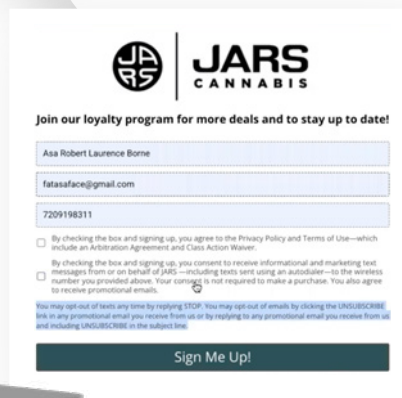 JA
RS
JARS
CANNABIS
Join our loyalty program for more deals and to stay up to date!
Asa Robert Laurence Borne
fatasaface@gmail.com
7209198311
By checking the box and signing up, you agree to the Privacy Policy and Terms of Use—which
include an Arbitration Agreement and Class Action Waiver.
By checking the box and signing up, you consent to receive informational and marketing text
messages from or on behalf of JARS —including texts sent using an autodialer—to the wireless
number you provided above. Your consent is not required to make a purchase. You also agree
to receive promotional emails.
You may opt-out of texts any time by replying STOP. You may opt-out of emails by clicking the UNSUBSCRIBE
link in any promotional email you receive from us or by replying to any promotional email you receive from us
and including UNSUBSCRIBE in the subject line.
Sign Me Up!